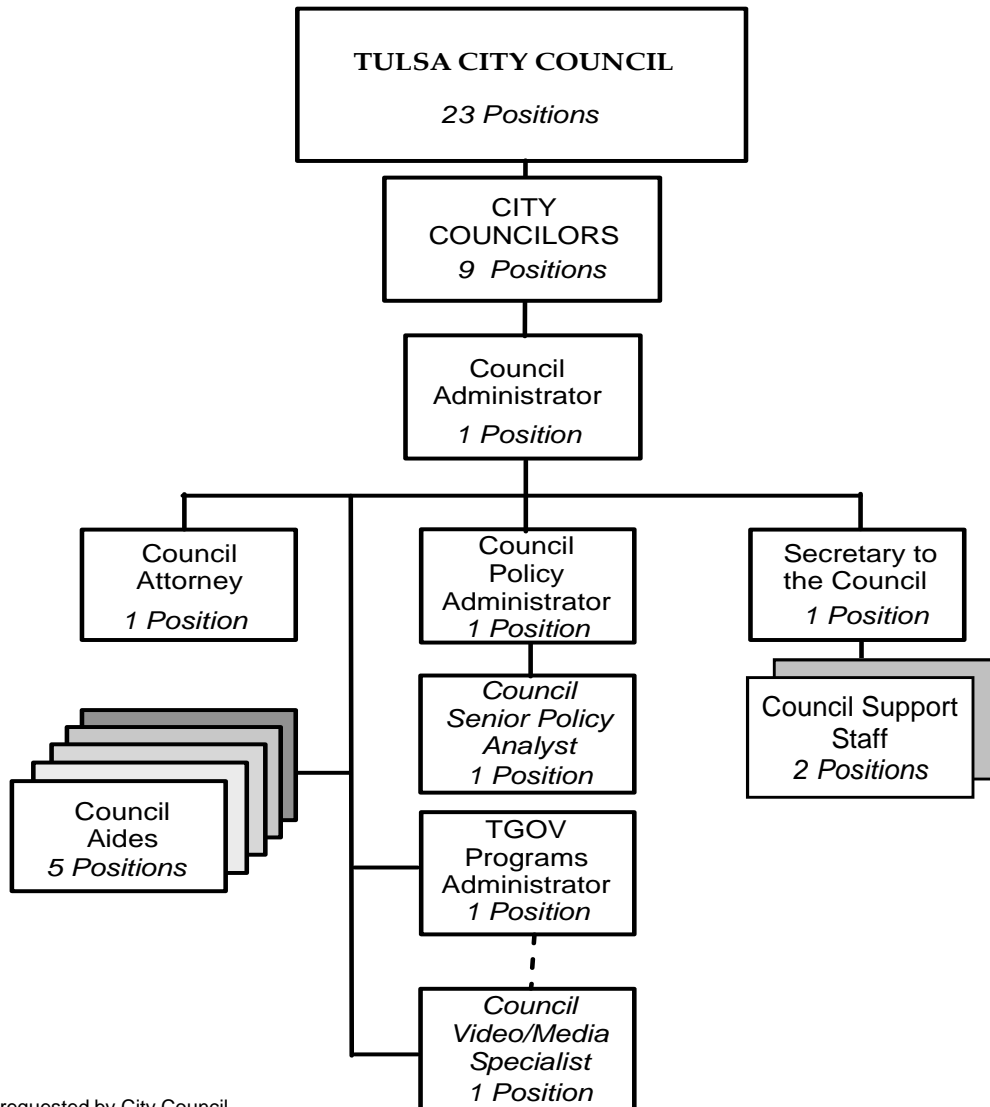 TULSA CITY COUNCIL
23 Positions
CITY
COUNCILORS
9 Positions
Council
Administrator
1 Position
Council
Attorney
1 Position
Council
Policy
Administrator
1 Position
Secretary to
the Council
1 Position
Council
Senior Policy
Analyst
1 Position
Council Support
Staff
2 Positions
Council
Aides
5 Positions
TGOV
Programs
Administrator
1 Position
Council
Video/Media
Specialist
1 Position
requested by City Council